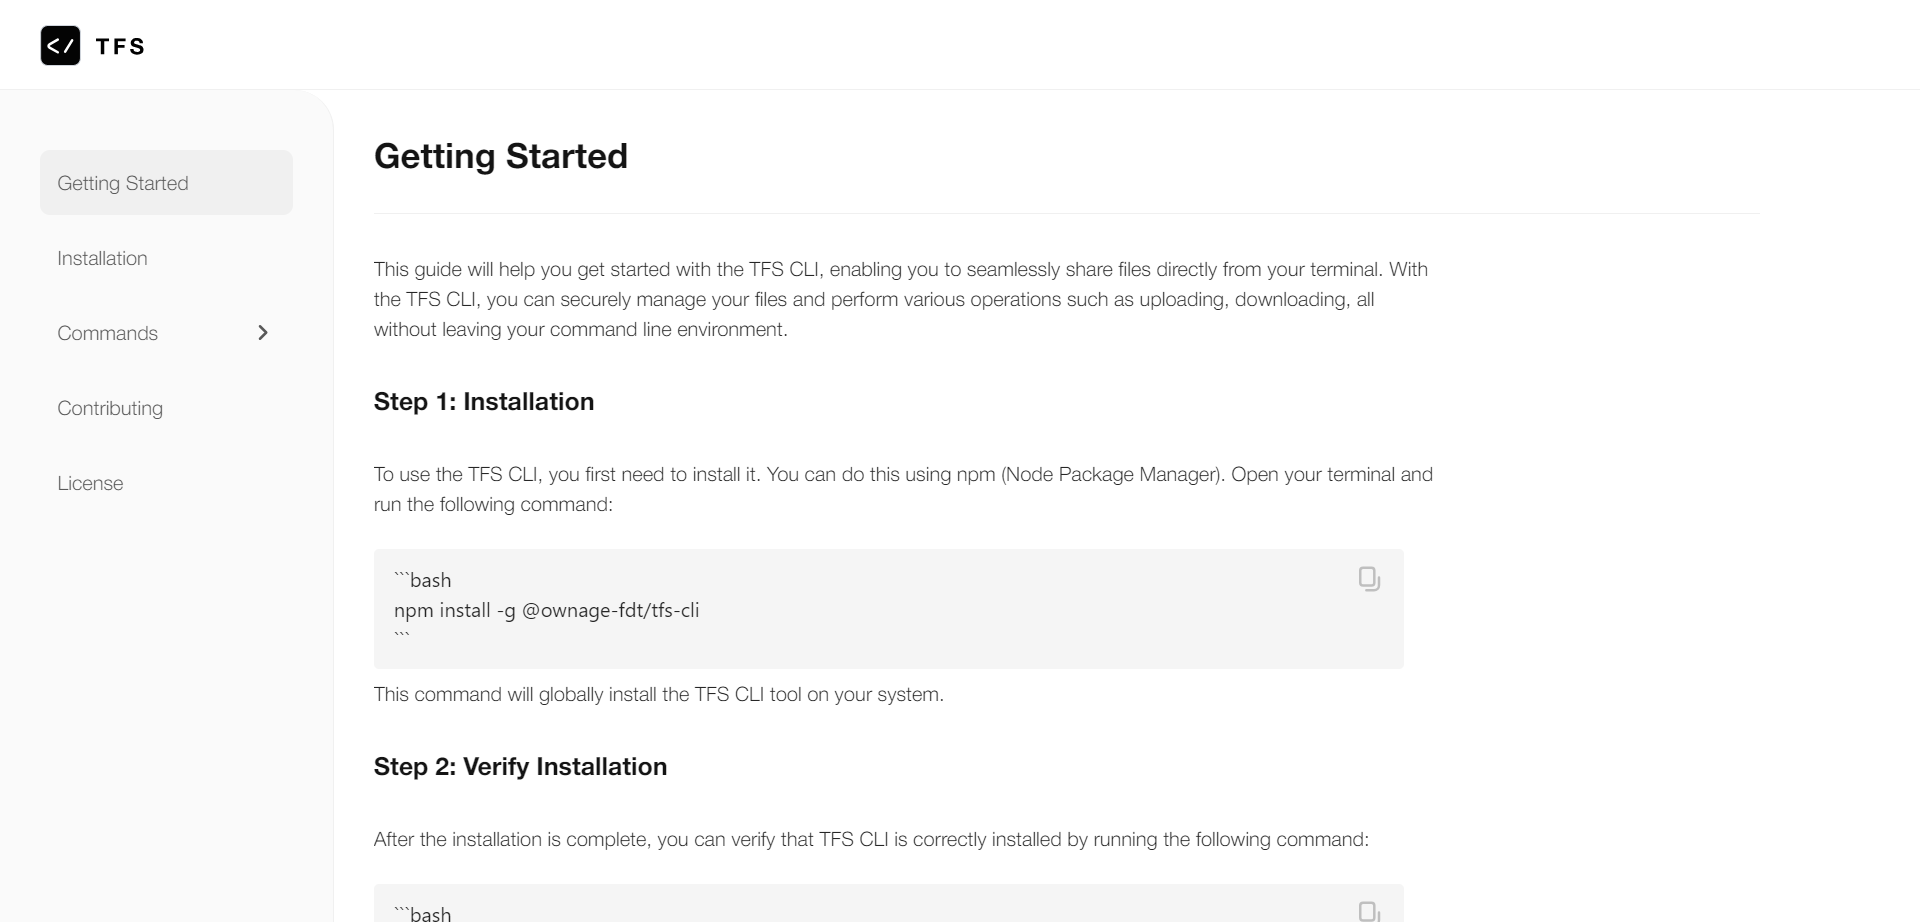 </> TFS
Getting Started
Installation
Commands
Contributing
License
Getting Started
This guide will help you get started with the TFS CLI, enabling you to seamlessly share files directly from your terminal. With
the TFS CLI, you can securely manage your files and perform various operations such as uploading, downloading, all
without leaving your command line environment.
Step 1: Installation
To use the TFS CLI, you first need to install it. You can do this using npm (Node Package Manager). Open your terminal and
run the following command:
```bash
npm install -g @ownage-fdt/tfs-cli
```
This command will globally install the TFS CLI tool on your system.
Step 2: Verify Installation
After the installation is complete, you can verify that TFS CLI is correctly installed by running the following command:
```bash